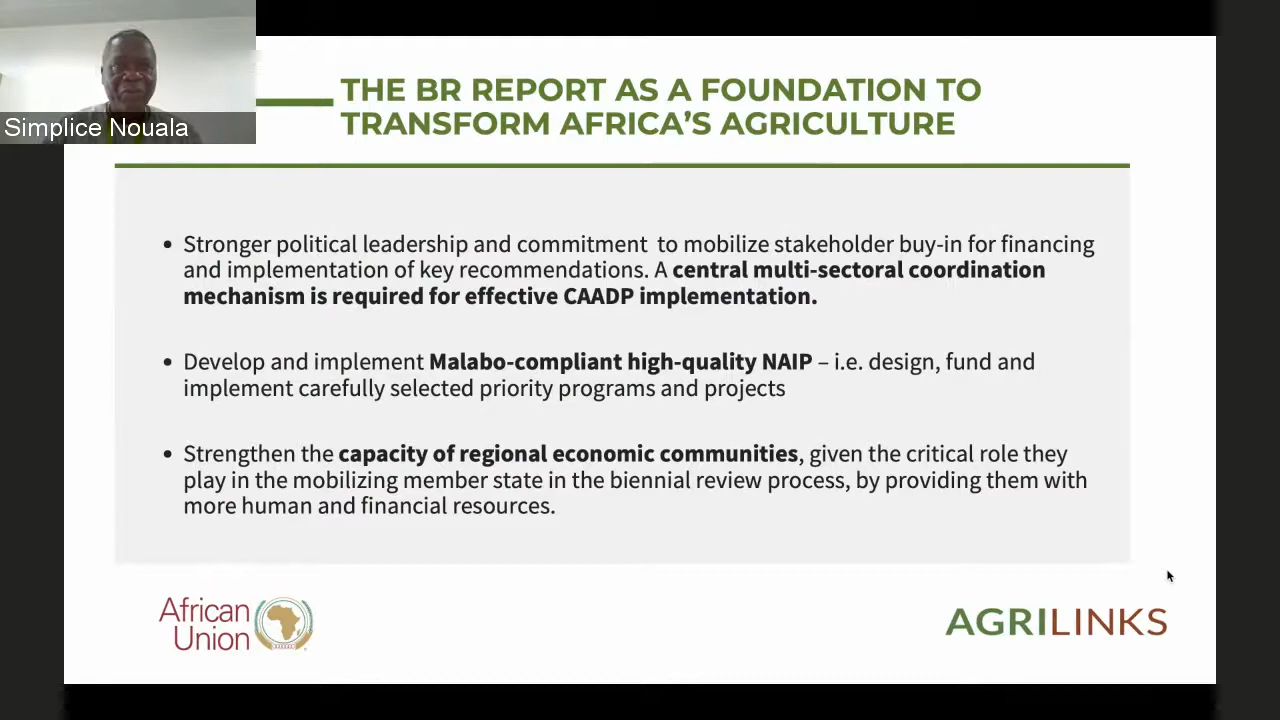 Simplice Nouala
THE BR REPORT AS A FOUNDATION TO
TRANSFORM AFRICA'S AGRICULTURE
• Stronger political leadership and commitment  to mobilize stakeholder buy-in for financing
and implementation of key recommendations. A central multi-sectoral coordination
mechanism is required for effective CAADP implementation.
• Develop and implement Malabo-compliant high-quality NAIP – i.e. design, fund and
implement carefully selected priority programs and projects
• Strengthen the capacity of regional economic communities, given the critical role they
play in the mobilizing member state in the biennial review process, by providing them with
more human and financial resources.
African
Union
AGRILINKS